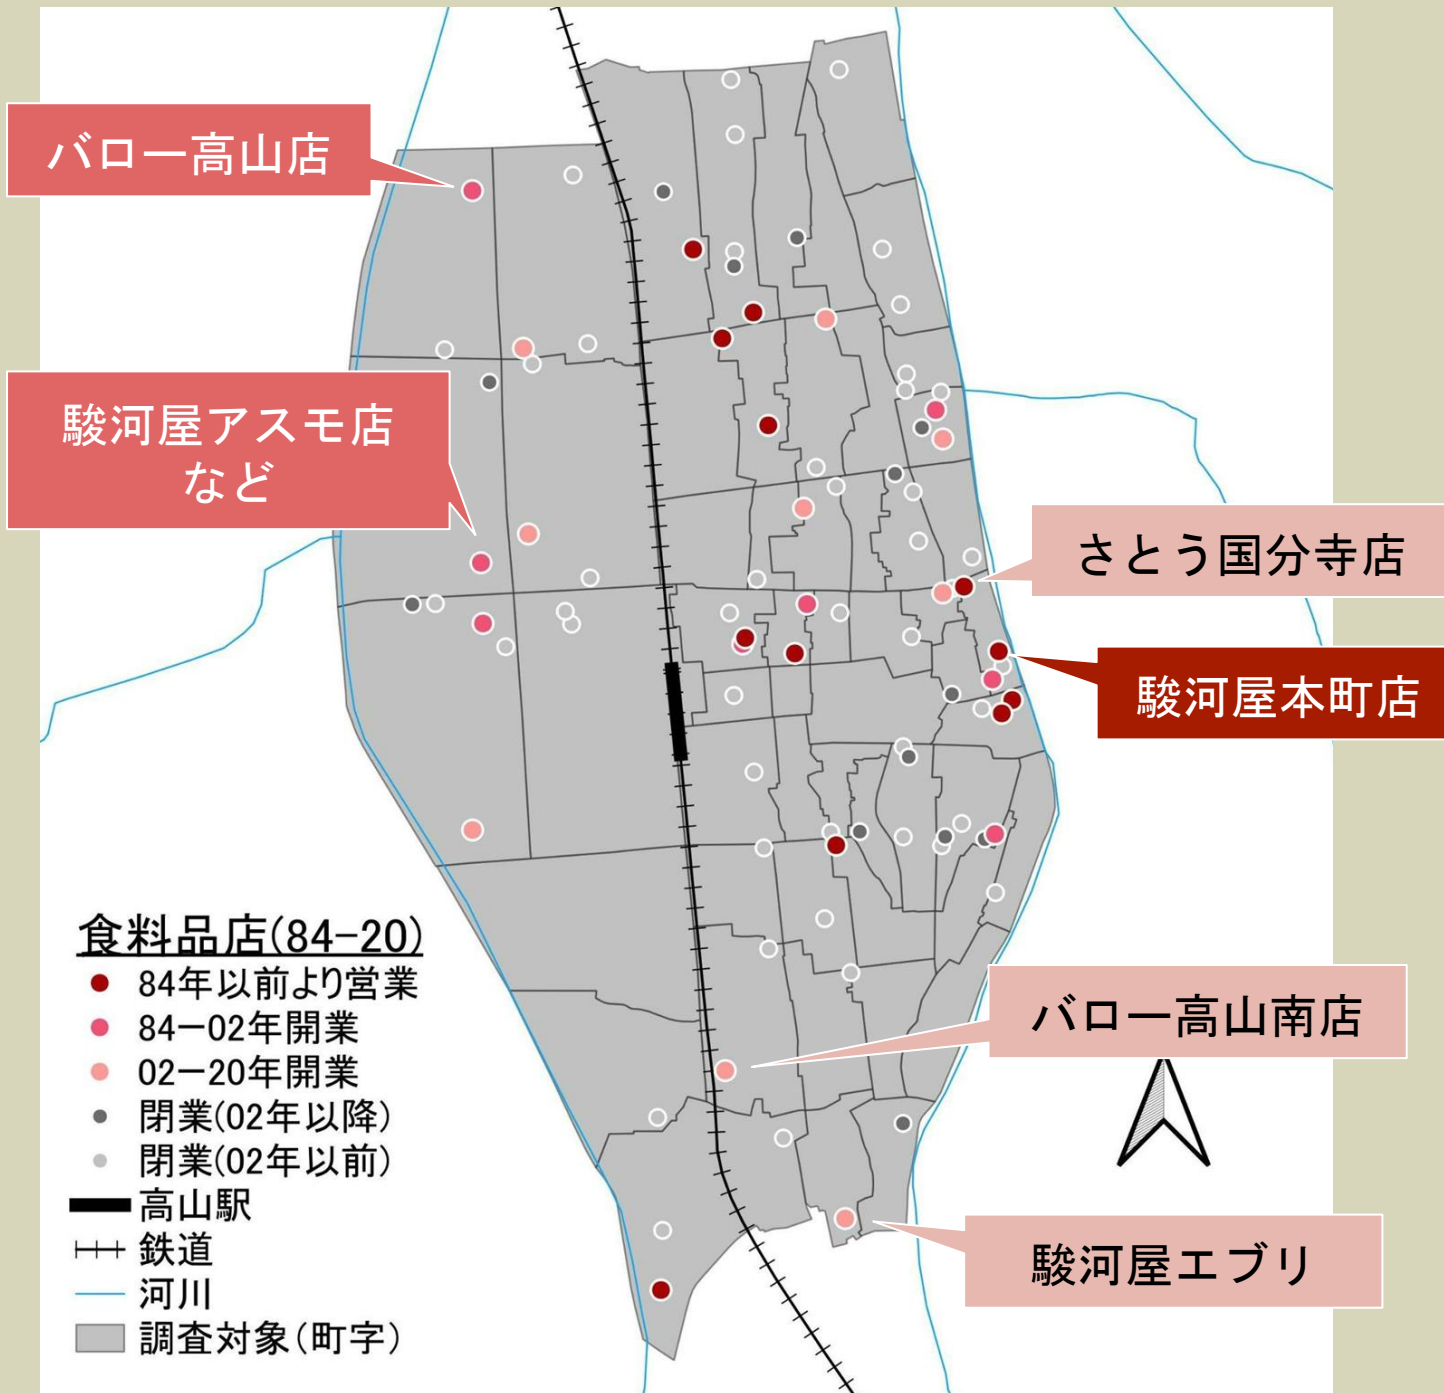 バロー高山店
駿河屋アスモ店
など
さとう国分寺店
駿河屋本町店
バロー高山南店
駿河屋エブリ
食料品店(84-20)
84年以前より営業
84ー02年開業
02ー20年開業
閉業(02年以降)
閉業(02年以前)
高山駅
鉄道
河川
調査対象(町字)